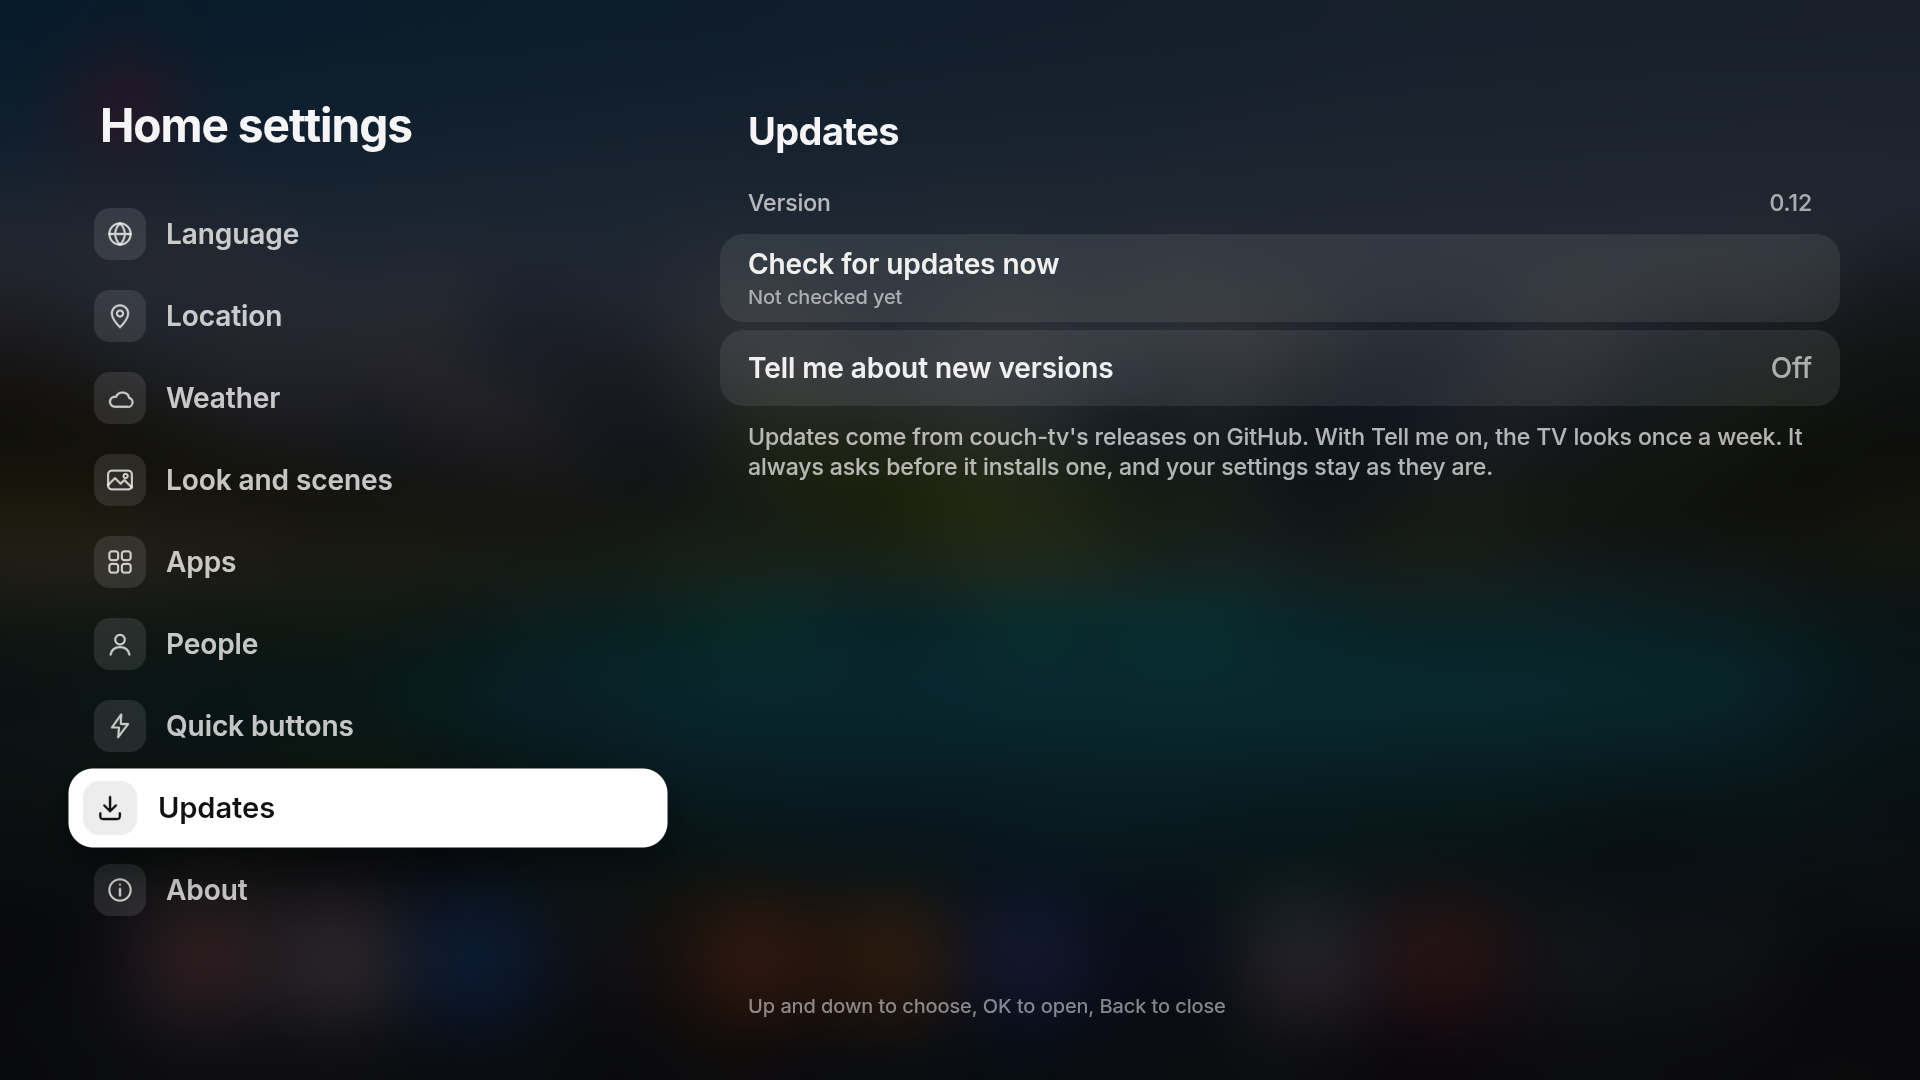 Home settings
Language
Location
Weather
Look and scenes
Apps
People
Quick buttons
Updates
About
Updates
Version 0.12
Check for updates now
Not checked yet
Tell me about new versions Off
Updates come from couch-tv's releases on GitHub. With Tell me on, the TV looks once a week. It
always asks before it installs one, and your settings stay as they are.
Up and down to choose, OK to open, Back to close